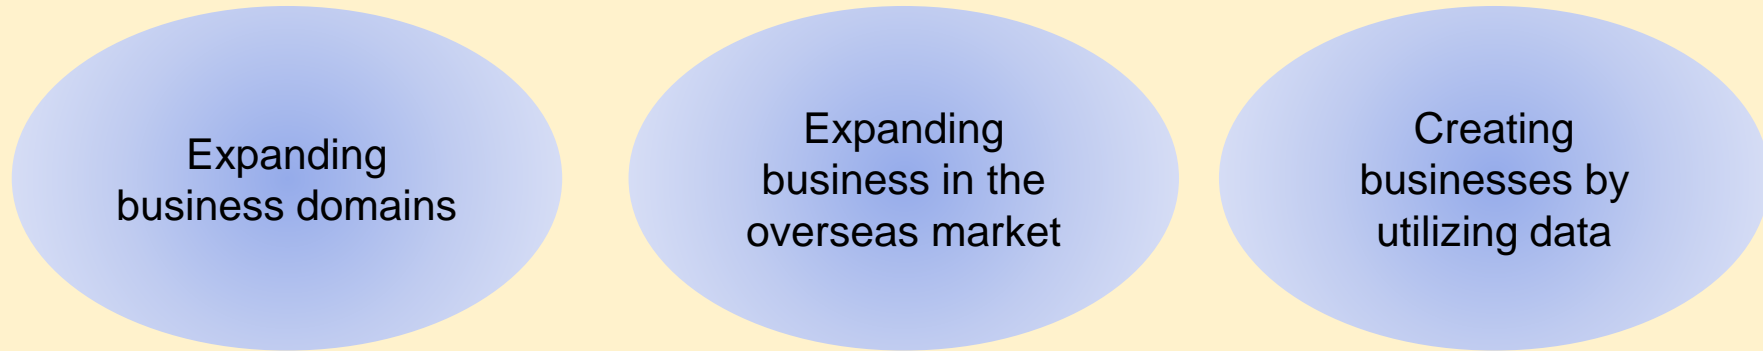 Expanding
business domains
Expanding
business in the
overseas market
Creating
businesses by
utilizing data